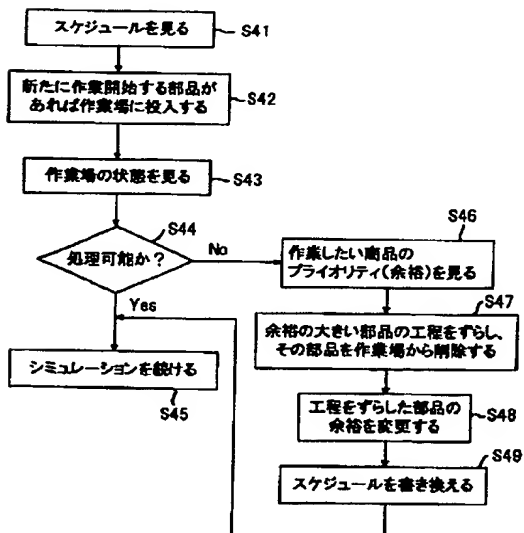 スケジュールを見る
S41
新たに作業開始する部品が
あれば作業場に投入する
S42
作業場の状態を見る
S43
処理可能か?
S44
No
Yes
シミュレーションを続ける
S45
S46
作業したい商品の
プライオリティ(余裕)を見る
S47
余裕の大きい部品の工程をずらし、
その部品を作業場から削除する
工程をずらした部品の
余裕を変更する
S48
S49
スケジュールを書き換える